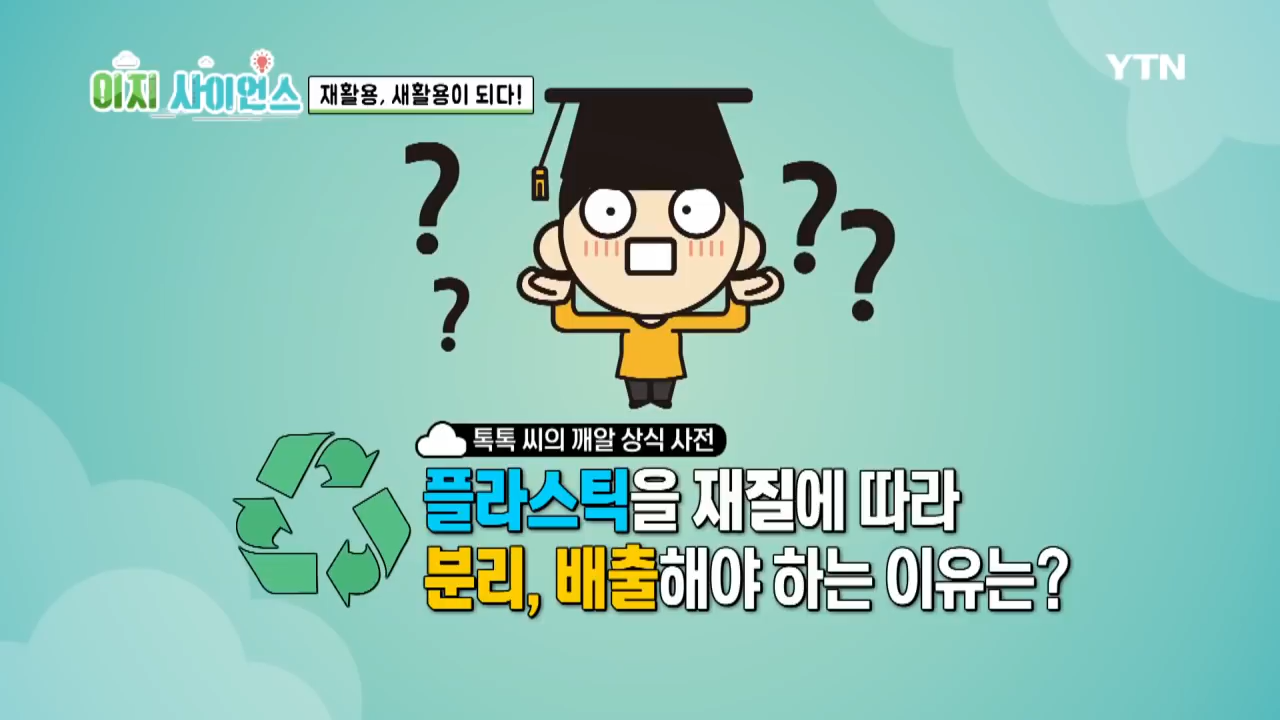 이지 사이언스
재활용, 새활용이 되다!
YTN
? ? ? ?
톡톡 씨의 깨알 상식 사전
플라스틱을 재질에 따라
분리, 배출해야 하는 이유는?